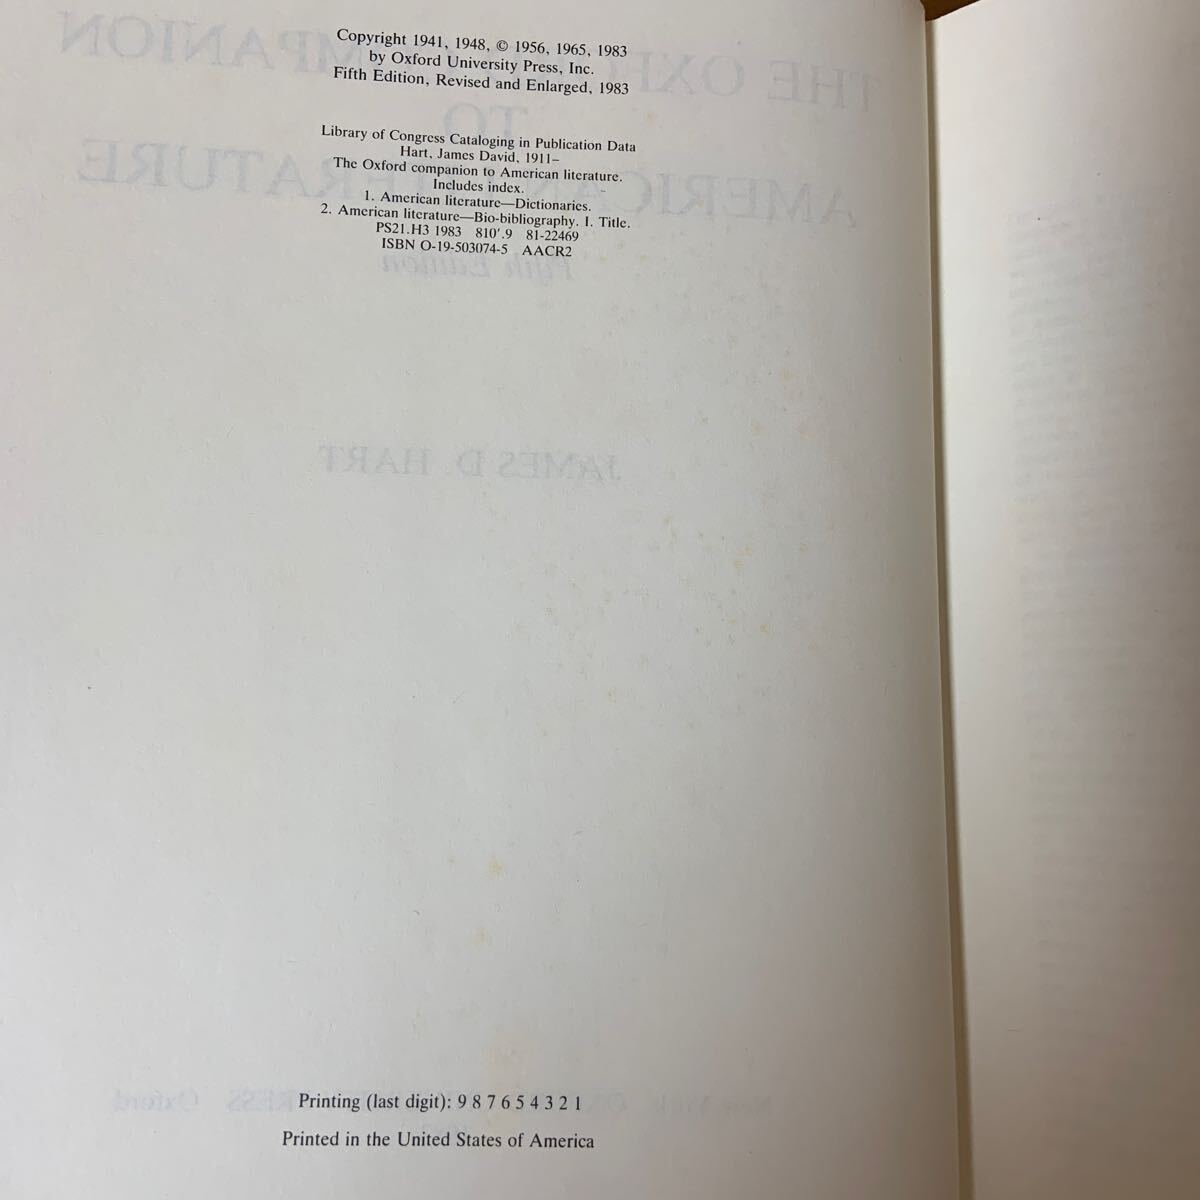 Copyright 1941, 1948, © 1956, 1965, 1983
by Oxford University Press, Inc.
Fifth Edition, Revised and Enlarged, 1983
Library of Congress Cataloging in Publication Data
Hart, James David, 1911–
The Oxford companion to American literature.
Includes index.
1. American literature—Dictionaries.
2. American literature—Bio-bibliography. I. Title.
PS21.H3 1983 810'.9 81-22469
ISBN 0-19-503074-5 AACR2
Printing (last digit): 9 8 7 6 5 4 3 2 1
Printed in the United States of America